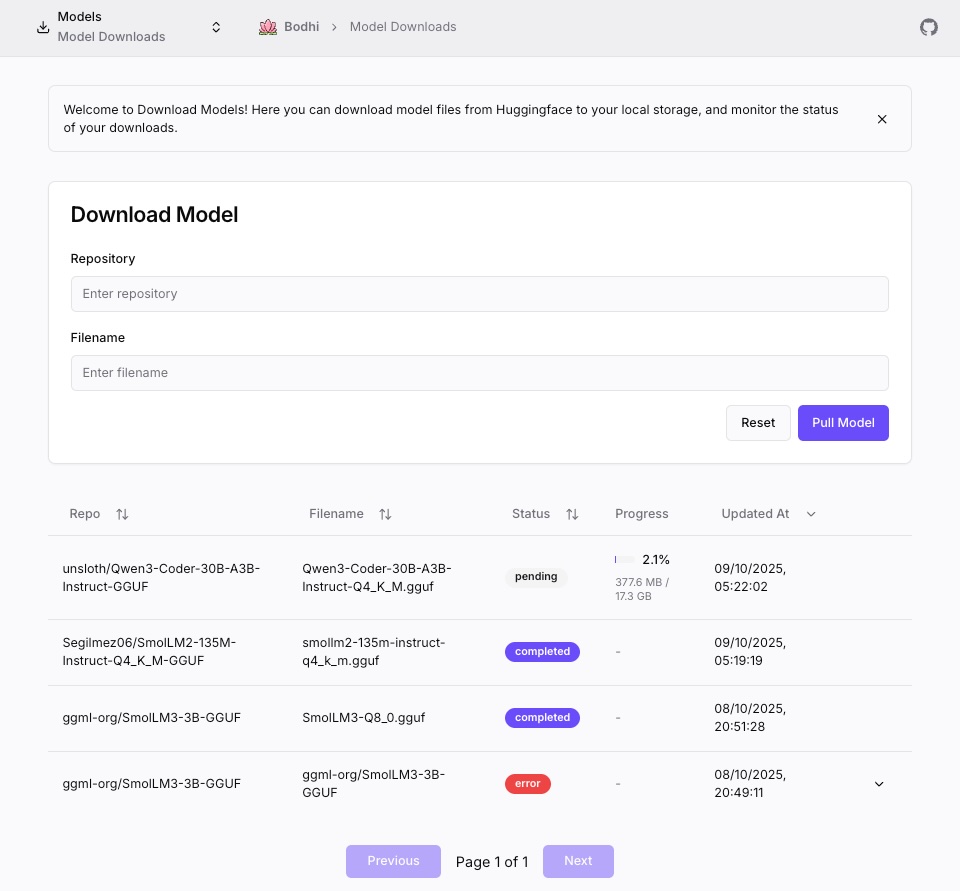 Models
Model Downloads
Bodhi
Model Downloads
Welcome to Download Models! Here you can download model files from Huggingface to your local storage, and monitor the status
of your downloads.
Download Model
Repository
Enter repository
Filename
Enter filename
Reset
Pull Model
Repo
Filename
Status
Progress
Updated At
unsloth/Qwen3-Coder-30B-A3B-
Instruct-GGUF
Qwen3-Coder-30B-A3B-
Instruct-Q4_K_M.gguf
pending
2.1%
377.6 MB /
17.3 GB
09/10/2025,
05:22:02
Segilmez06/SmolLM2-135M-
Instruct-Q4_K_M-GGUF
smollm2-135m-instruct-
q4_k_m.gguf
completed
-
09/10/2025,
05:19:19
ggml-org/SmolLM3-3B-GGUF
SmolLM3-Q8_0.gguf
completed
-
08/10/2025,
20:51:28
ggml-org/SmolLM3-3B-GGUF
ggml-org/SmolLM3-3B-
GGUF
error
-
08/10/2025,
20:49:11
Previous
Page 1 of 1
Next